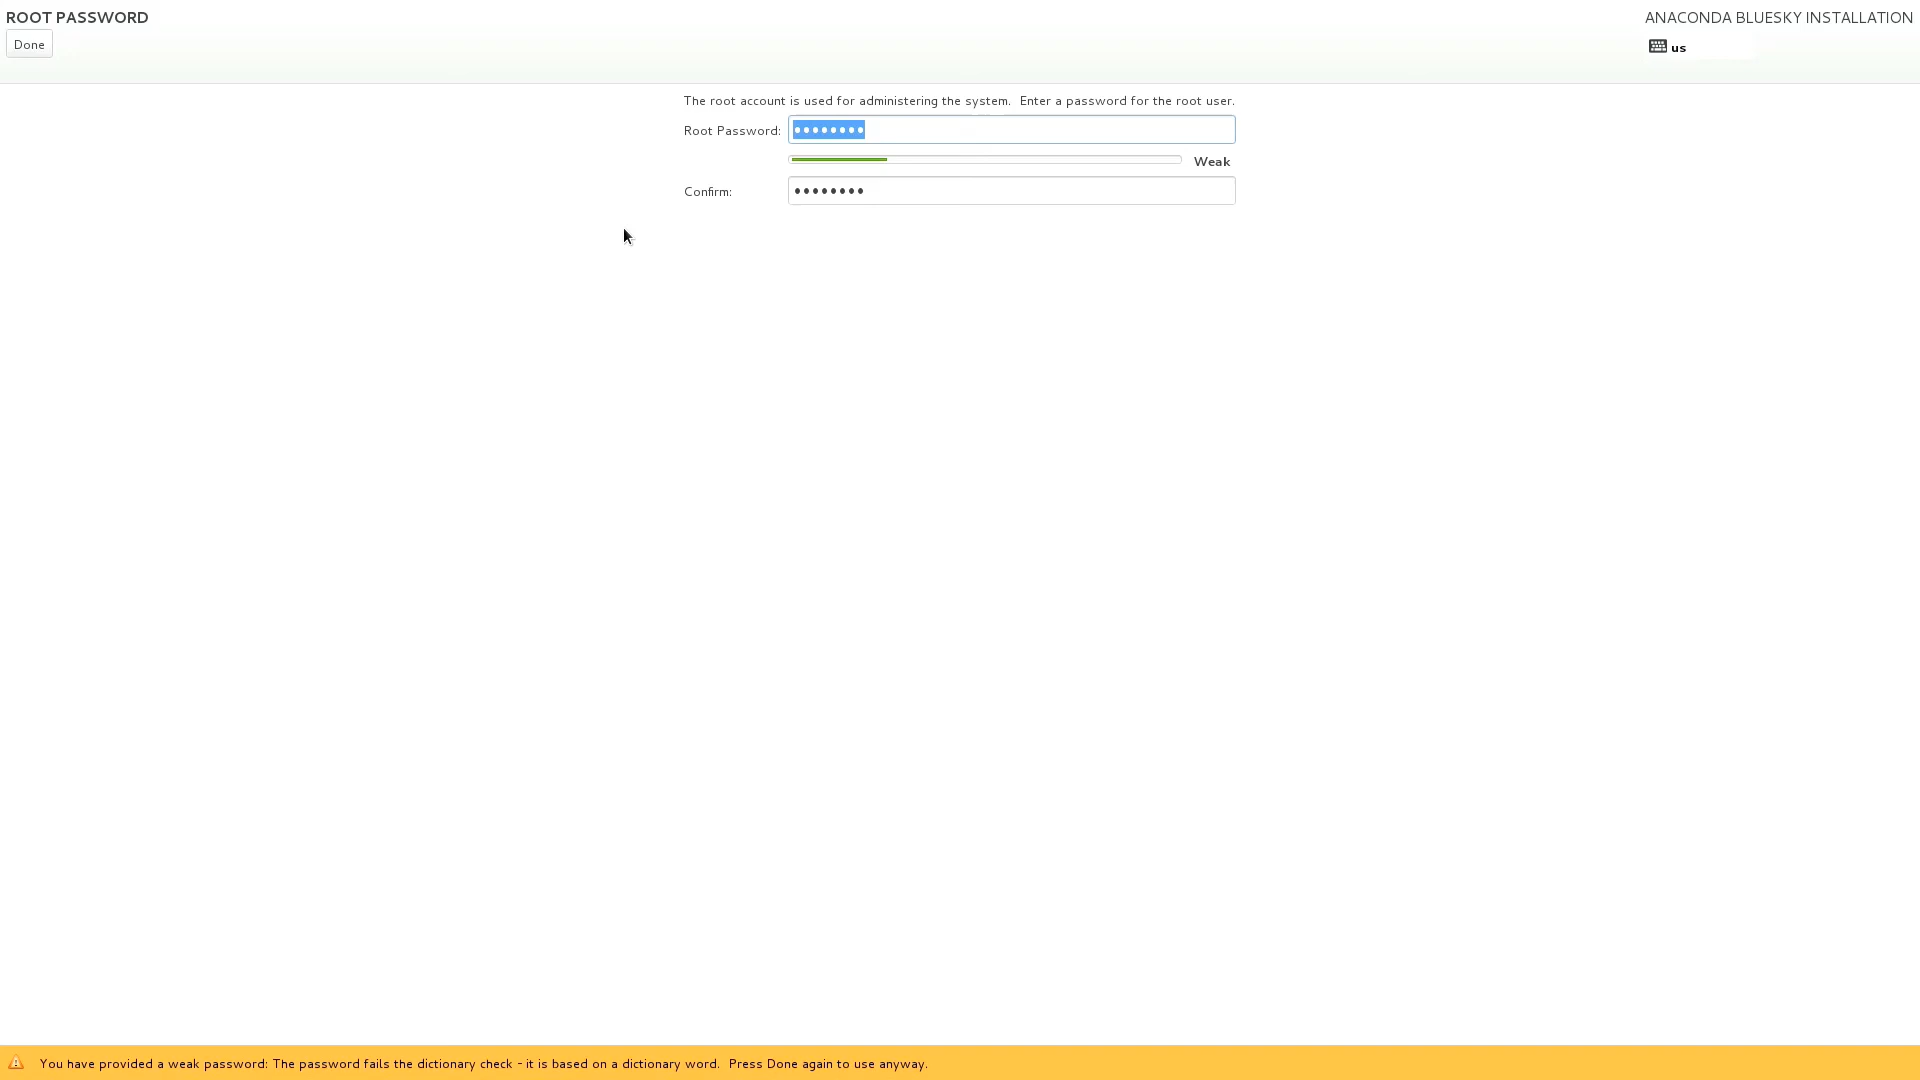 ROOT PASSWORD
ANACONDA BLUESKY INSTALLATION
Done
us
The root account is used for administering the system.  Enter a password for the root user.
Root Password: ••••••••
Weak
Confirm: ••••••••
You have provided a weak password: The password fails the dictionary check - it is based on a dictionary word.  Press Done again to use anyway.